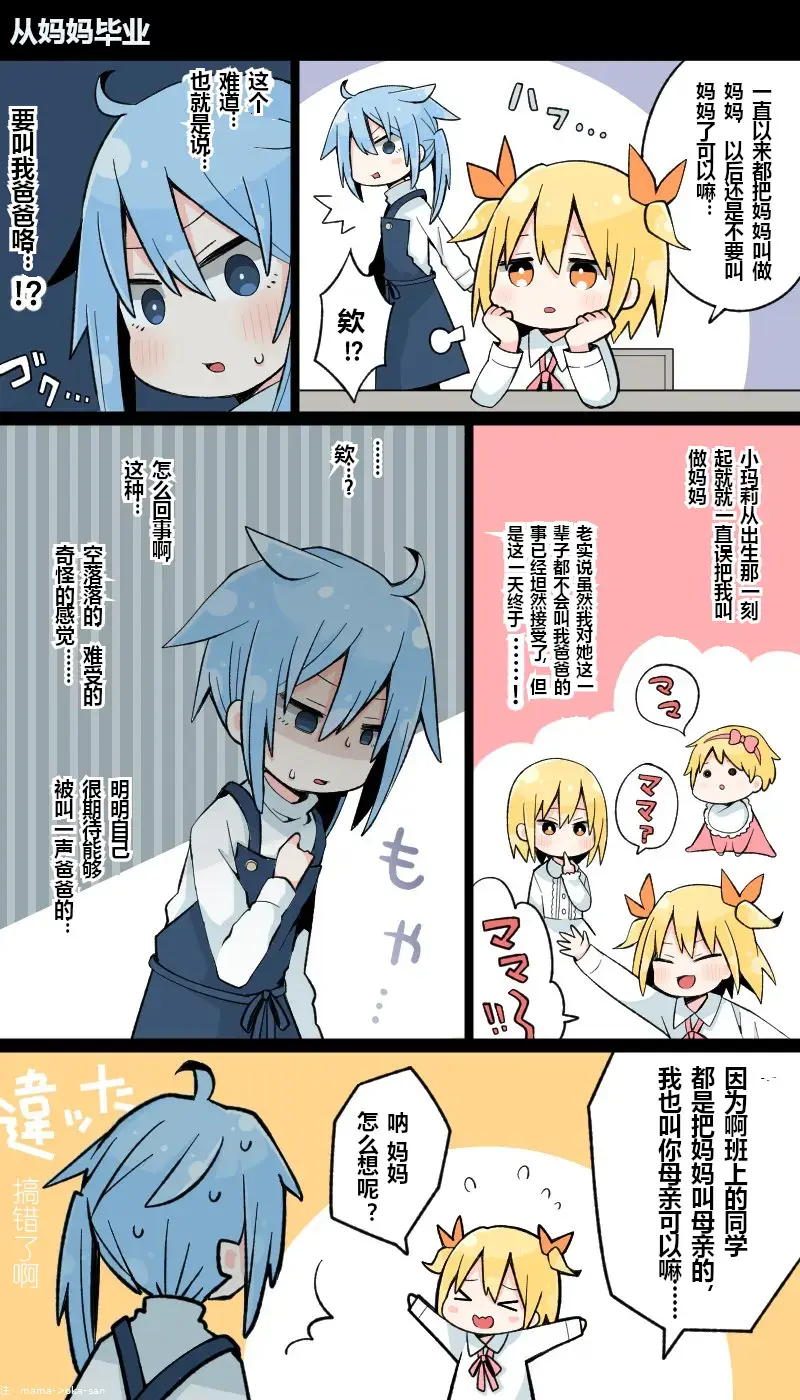 从妈妈毕业
一直以来都把妈妈叫做
妈妈 以后还是不要叫
妈妈了可以嘛…
ハァ…
欸!?
这个
难道…
也就是说…
要叫我爸爸咯…!?
ゴク…
小玛莉从出生那一刻
起就就一直误把我叫
做妈妈
老实说虽然我对她这一
辈子都不会叫我爸爸的
事已经坦然接受了,但
是这一天终于……!
ママ
ママ?
ママ!!
……
欸…?
怎么回事啊,
这种…
空落落的 难受的
奇怪的感觉……
明明自己
很期待能够
被叫一声爸爸的…
もや…
因为啊班上的同学
都是把妈妈叫母亲的,
我也叫你母亲可以嘛……
呐 妈妈
怎么想呢?
違ッた
搞错了啊
注: mama->oka-san